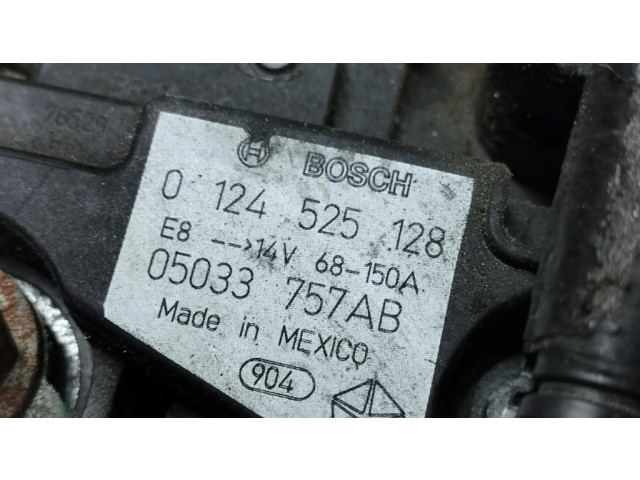 BOSCH
0 124 525 128
E8 -->14V 68-150A
05033 757AB
Made in MEXICO
904